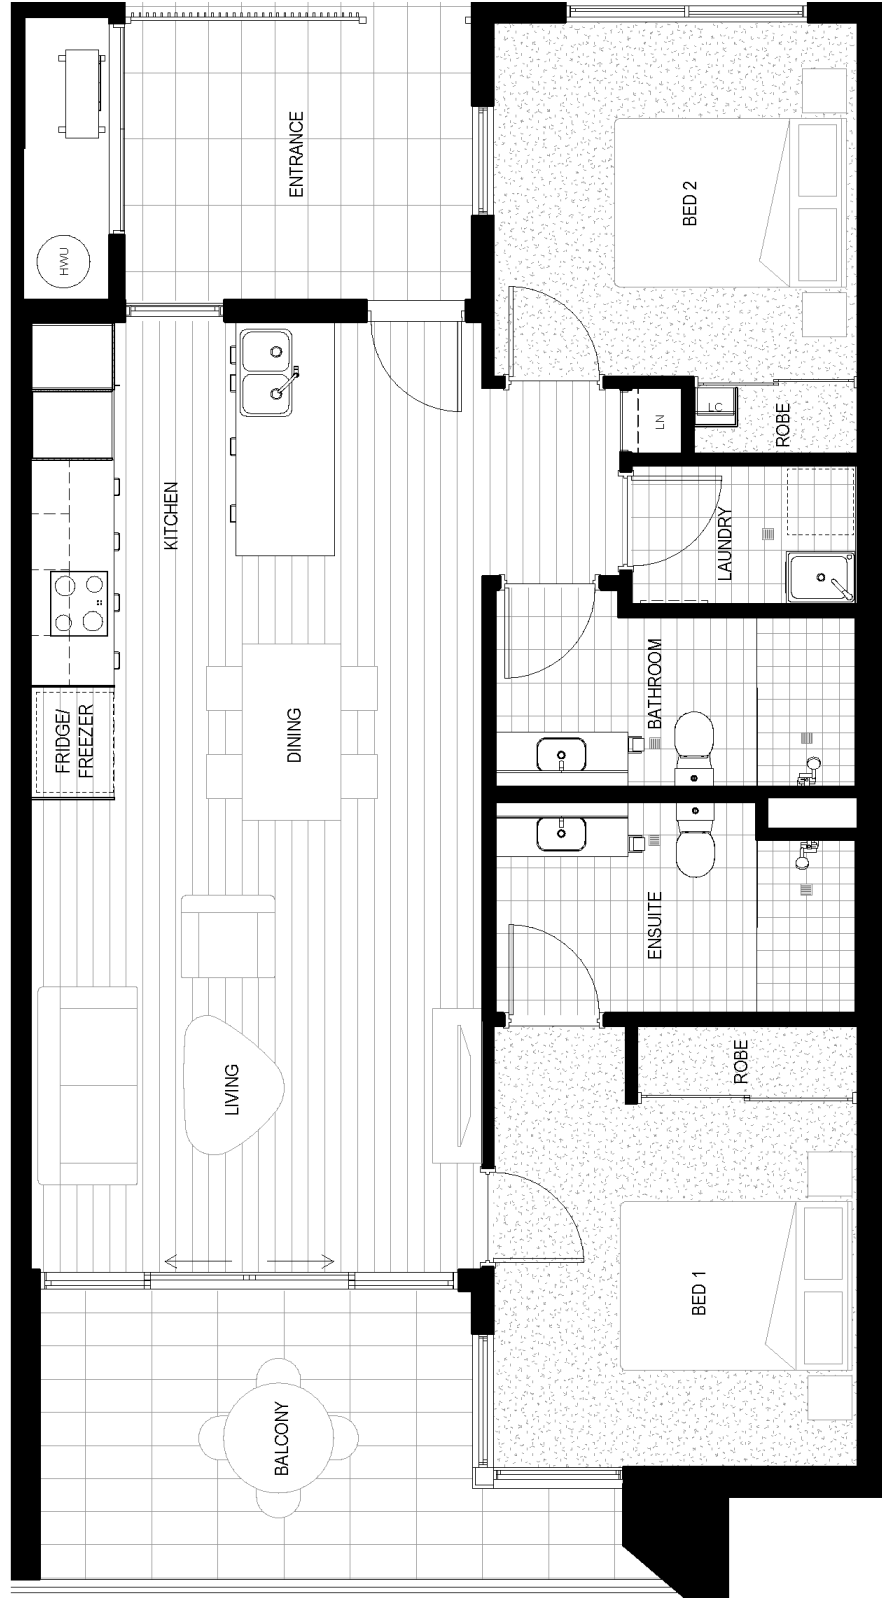 ENTRANCE
HWU
BED 2
LN
LC
ROBE
KITCHEN
LAUNDRY
BATHROOM
FRIDGE/
FREEZER
DINING
ENSUITE
ROBE
LIVING
BED 1
BALCONY